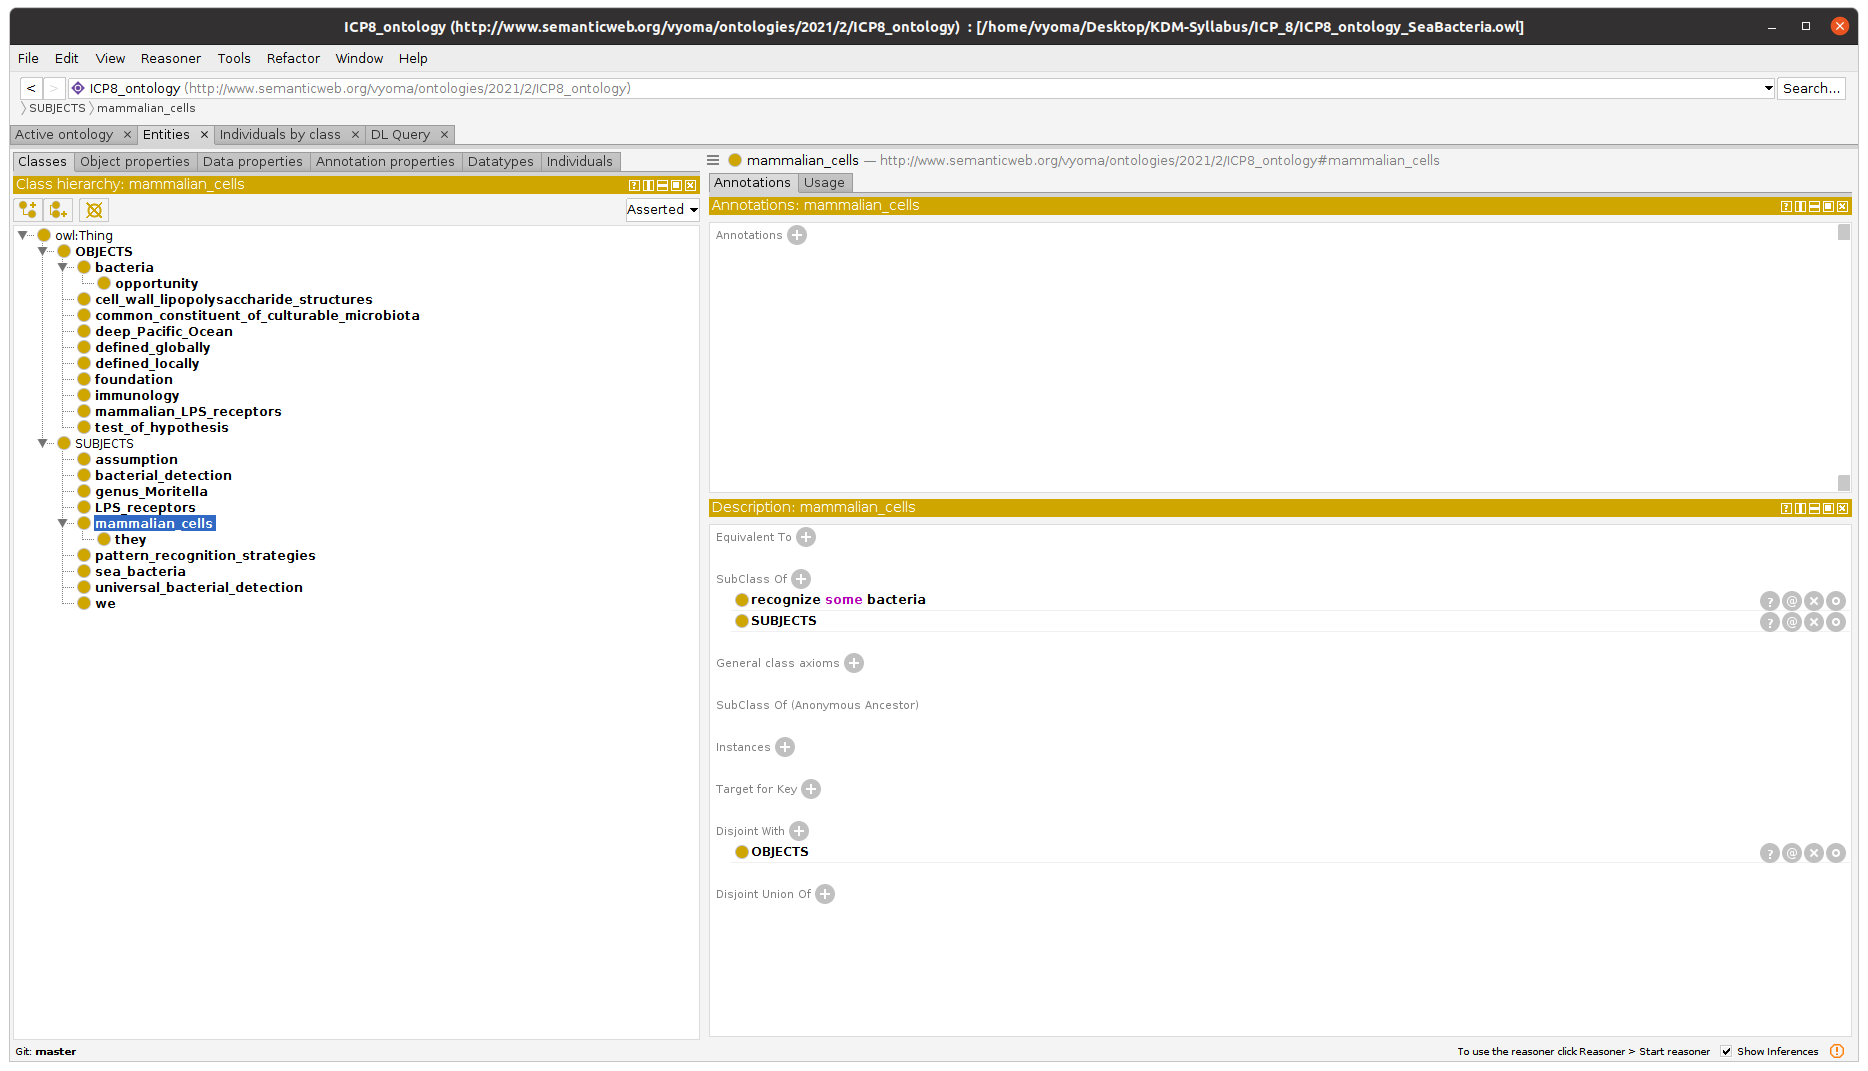 ICP8_ontology (http://www.semanticweb.org/vyoma/ontologies/2021/2/ICP8_ontology)  : [/home/vyoma/Desktop/KDM-Syllabus/ICP_8/ICP8_ontology_SeaBacteria.owl]
File Edit View Reasoner Tools Refactor Window Help
< > ICP8_ontology (http://www.semanticweb.org/vyoma/ontologies/2021/2/ICP8_ontology) Search...
SUBJECTS mammalian_cells
Active ontology × Entities × Individuals by class × DL Query ×
Classes Object properties Data properties Annotation properties Datatypes Individuals
Class hierarchy: mammalian_cells
Asserted
owl:Thing
OBJECTS
bacteria
opportunity
cell_wall_lipopolysaccharide_structures
common_constituent_of_culturable_microbiota
deep_Pacific_Ocean
defined_globally
defined_locally
foundation
immunology
mammalian_LPS_receptors
test_of_hypothesis
SUBJECTS
assumption
bacterial_detection
genus_Moritella
LPS_receptors
mammalian_cells
they
pattern_recognition_strategies
sea_bacteria
universal_bacterial_detection
we
mammalian_cells — http://www.semanticweb.org/vyoma/ontologies/2021/2/ICP8_ontology#mammalian_cells
Annotations Usage
Annotations: mammalian_cells
Annotations
Description: mammalian_cells
Equivalent To
SubClass Of
recognize some bacteria
SUBJECTS
General class axioms
SubClass Of (Anonymous Ancestor)
Instances
Target for Key
Disjoint With
OBJECTS
Disjoint Union Of
Git: master
To use the reasoner click Reasoner > Start reasoner Show Inferences